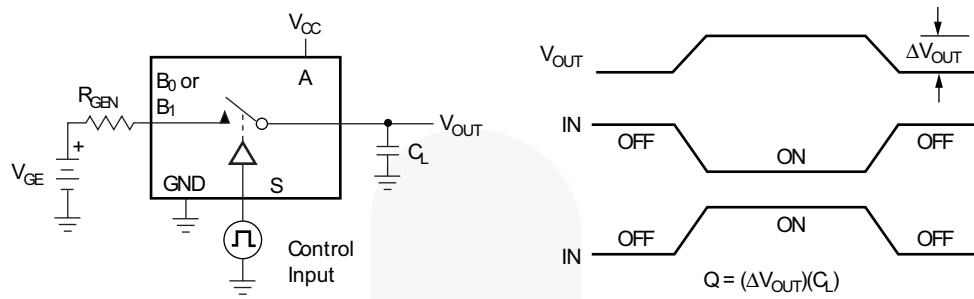 V_CC
B_0 or
B_1
A
R_GEN
V_OUT
V_GE
+
C_L
GND
S
Control
Input
V_OUT
ΔV_OUT
IN
OFF
ON
OFF
IN
OFF
ON
OFF
Q = (ΔV_OUT)(C_L)